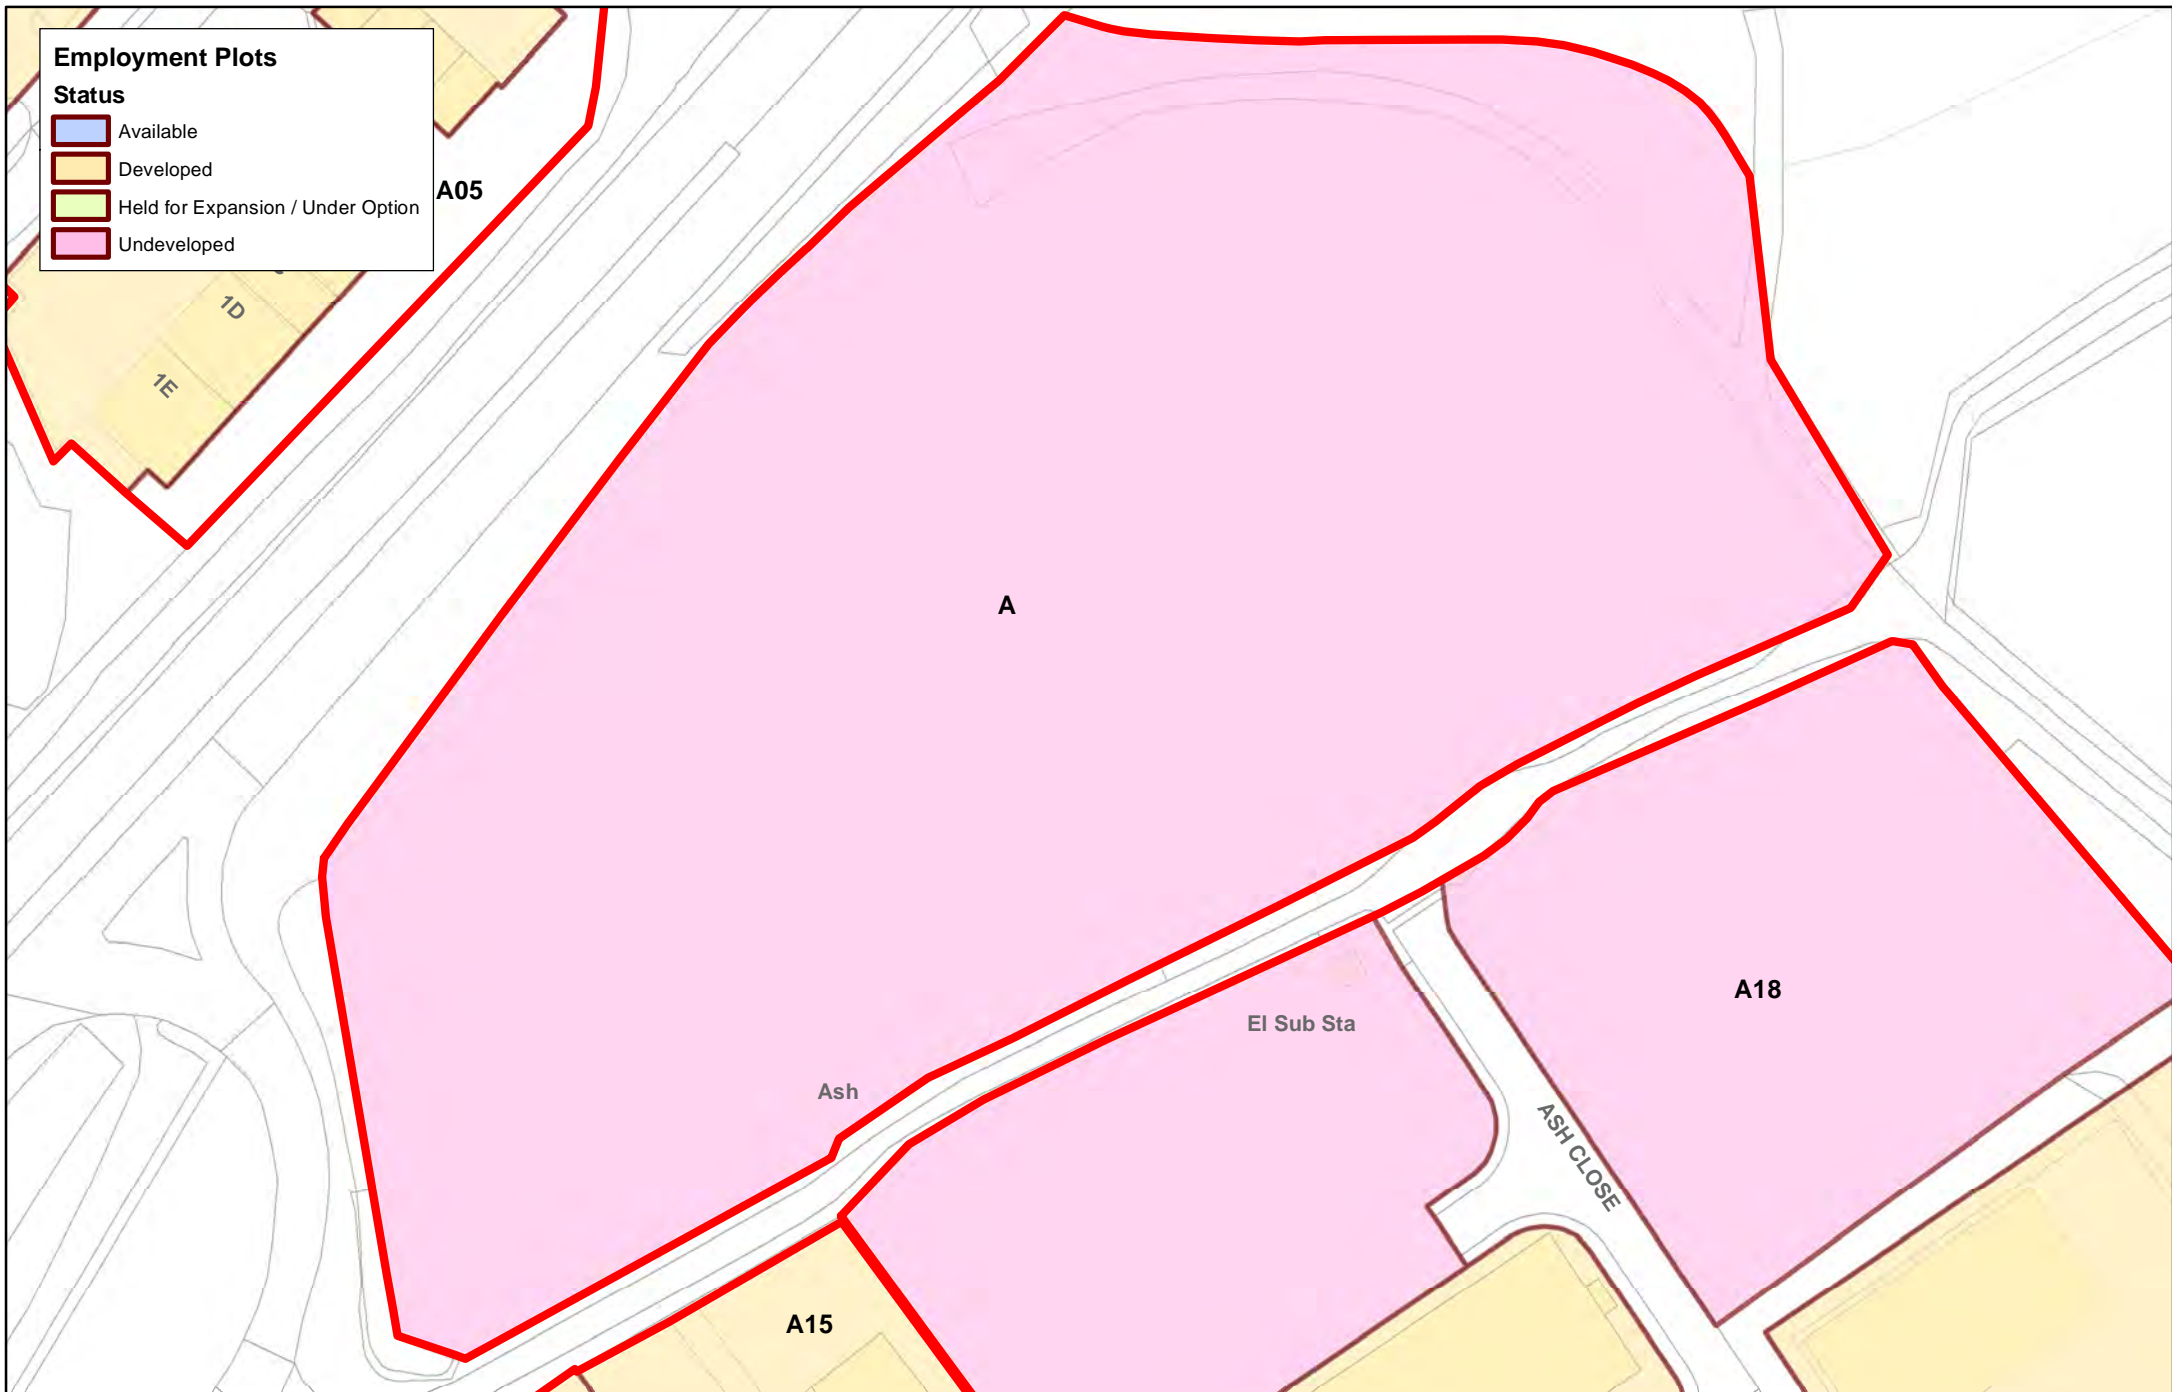 Employment Plots
Status
Available
Developed
Held for Expansion / Under Option
Undeveloped
A05
1D
1E
A
A18
El Sub Sta
Ash
ASH CLOSE
A15